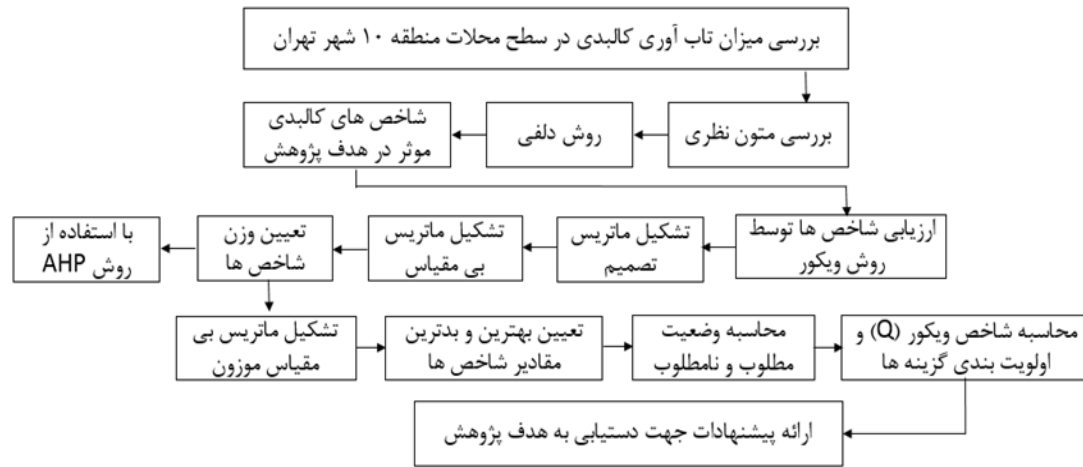 بررسی میزان تاب آوری کالبدی در سطح محلات منطقه ۱۰ شهر تهران
بررسی متون نظری
روش دلفی
شاخص های کالبدی
موثر در هدف پژوهش
ارزیابی شاخص ها توسط
روش ویکور
تشکیل ماتریس
تصمیم
تشکیل ماتریس
بی مقیاس
تعیین وزن
شاخص ها
با استفاده از
روش AHP
تشکیل ماتریس بی
مقیاس موزون
تعیین بهترین و بدترین
مقادیر شاخص ها
محاسبه وضعیت
مطلوب و نامطلوب
محاسبه شاخص ویکور (Q) و
اولویت بندی گزینه ها
ارائه پیشنهادات جهت دستیابی به هدف پژوهش